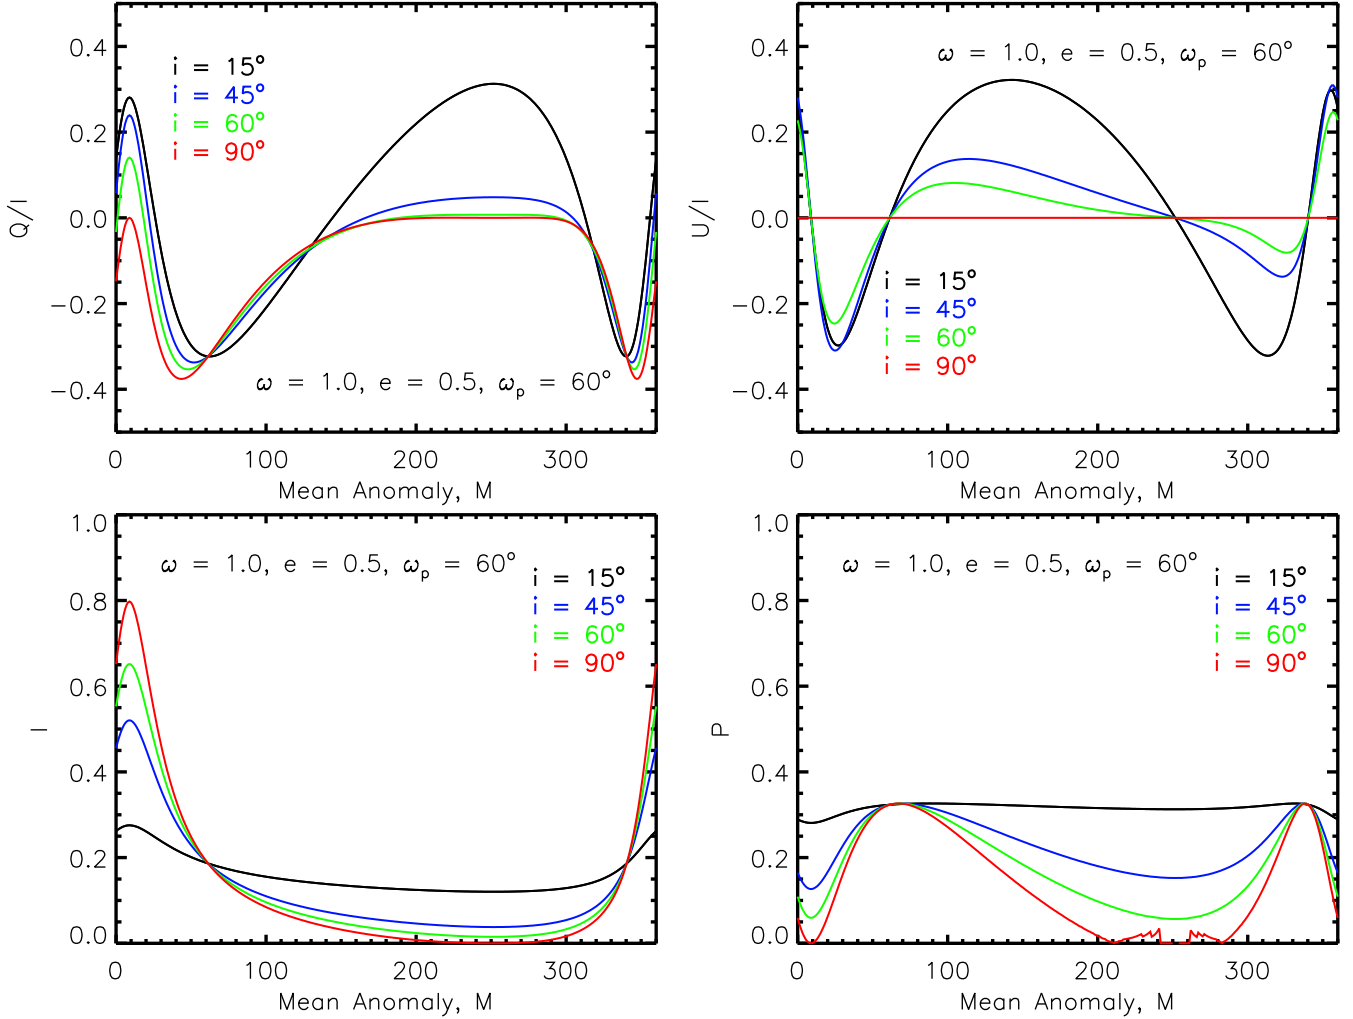 0.4
0.2
0.0
−0.2
−0.4
Q/I
i = 15°
i = 45°
i = 60°
i = 90°
ω = 1.0, e = 0.5, ωp = 60°
0 100 200 300
Mean Anomaly, M
0.4
0.2
0.0
−0.2
−0.4
U/I
ω = 1.0, e = 0.5, ωp = 60°
i = 15°
i = 45°
i = 60°
i = 90°
0 100 200 300
Mean Anomaly, M
1.0
0.8
0.6
0.4
0.2
0.0
I
ω = 1.0, e = 0.5, ωp = 60°
i = 15°
i = 45°
i = 60°
i = 90°
0 100 200 300
Mean Anomaly, M
1.0
0.8
0.6
0.4
0.2
0.0
P
ω = 1.0, e = 0.5, ωp = 60°
i = 15°
i = 45°
i = 60°
i = 90°
0 100 200 300
Mean Anomaly, M